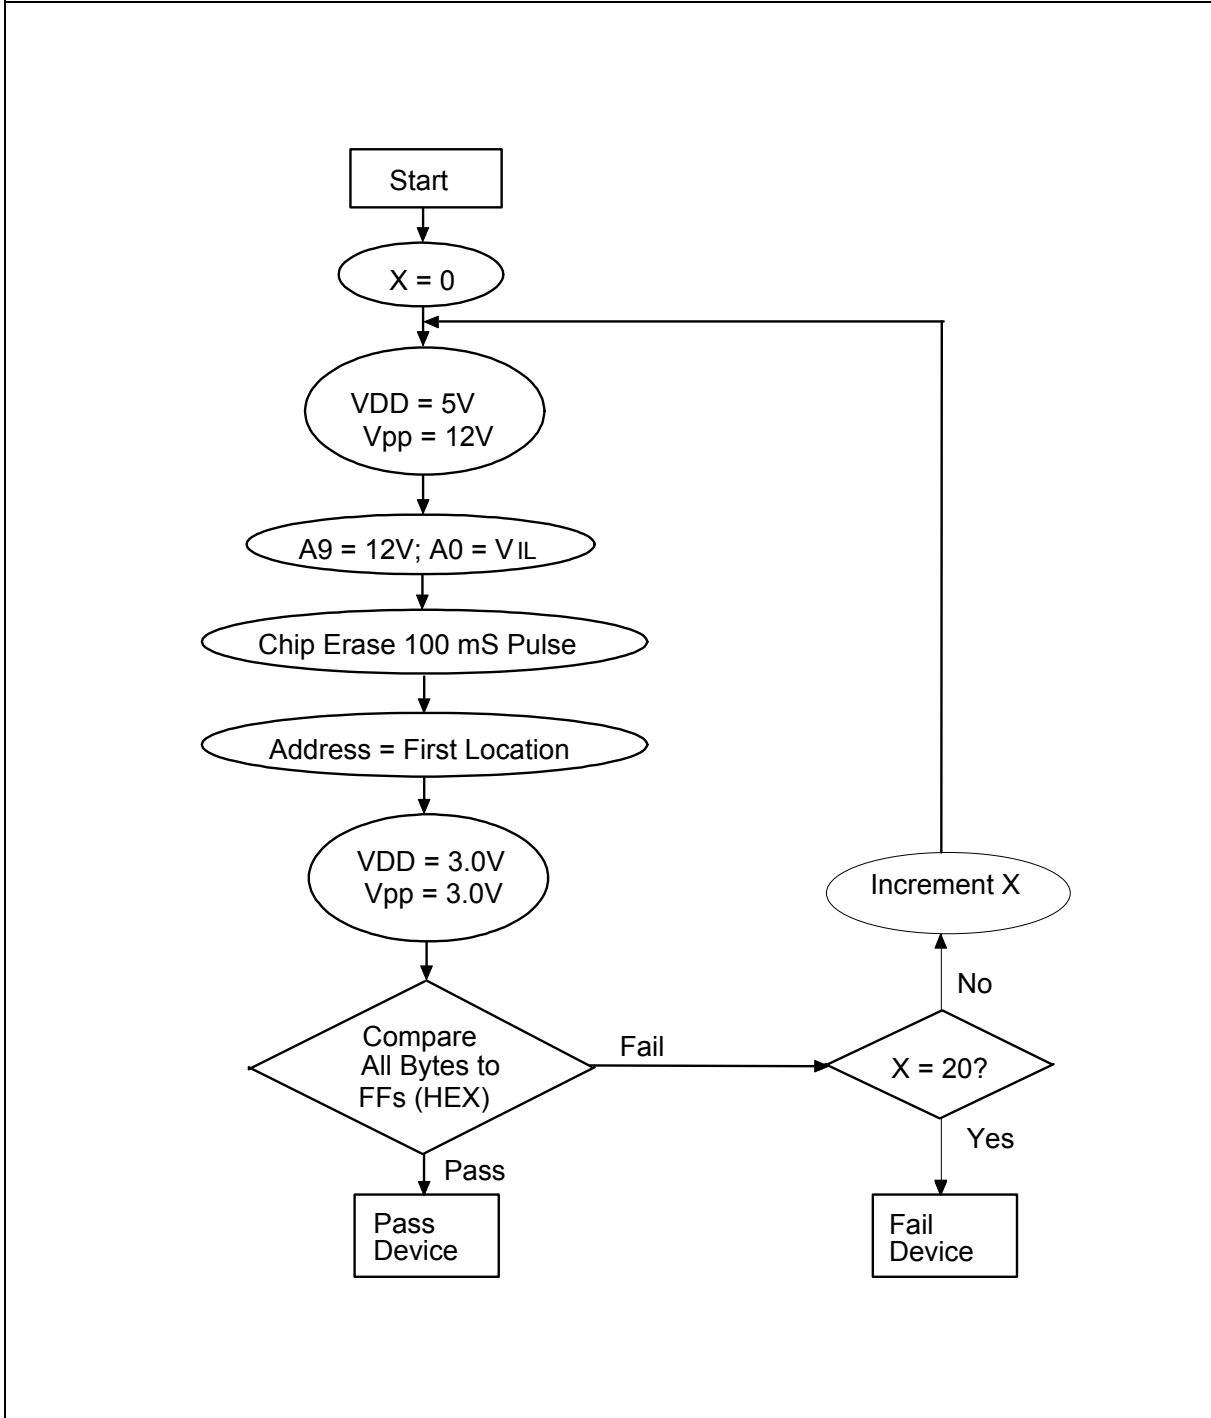 Start
X = 0
VDD = 5V
Vpp = 12V
A9 = 12V; A0 = VIL
Chip Erase 100 mS Pulse
Address = First Location
VDD = 3.0V
Vpp = 3.0V
Increment X
No
Compare
All Bytes to
FFs (HEX)
Fail
X = 20?
Pass
Yes
Pass
Device
Fail
Device